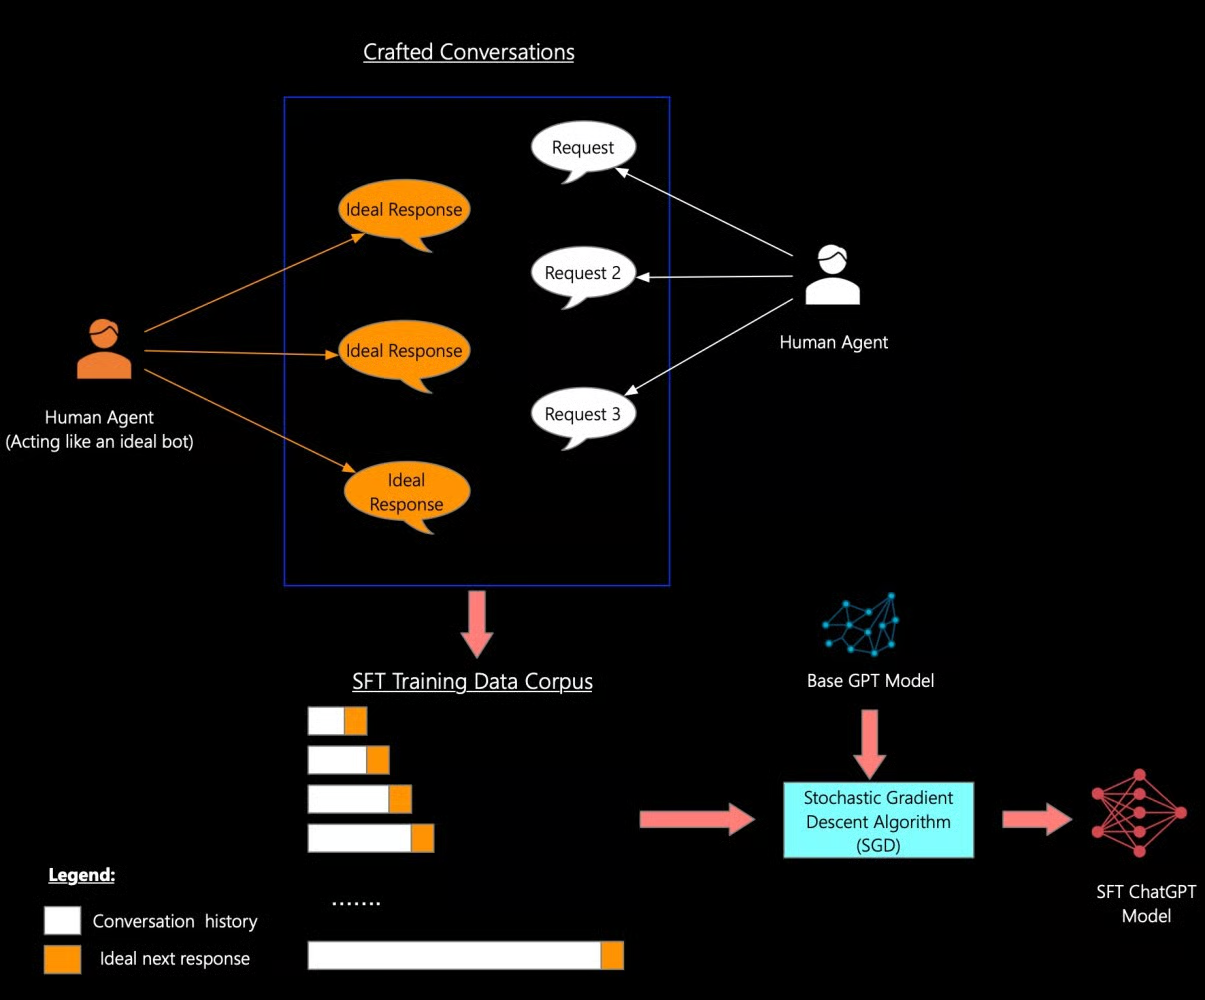 Crafted Conversations
Request
Ideal Response
Request 2
Human Agent
Ideal Response
Human Agent
(Acting like an ideal bot)
Request 3
Ideal
Response
SFT Training Data Corpus
Base GPT Model
Stochastic Gradient
Descent Algorithm
(SGD)
Legend:
Conversation history
Ideal next response
.......
SFT ChatGPT
Model